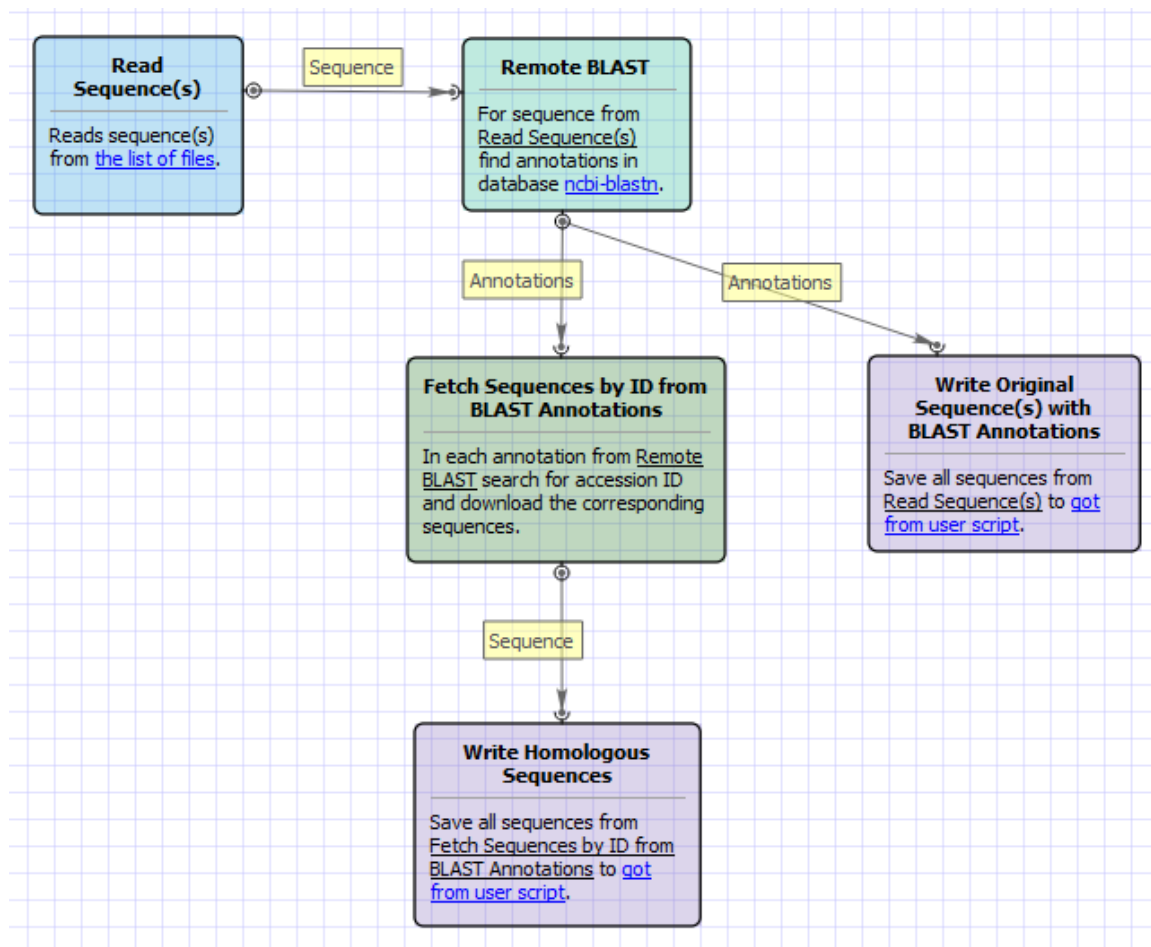 Read
Sequence(s)
Reads sequence(s)
from the list of files.
Sequence
Remote BLAST
For sequence from
Read Sequence(s)
find annotations in
database ncbi-blastn.
Annotations
Annotations
Fetch Sequences by ID from
BLAST Annotations
In each annotation from Remote
BLAST search for accession ID
and download the corresponding
sequences.
Write Original
Sequence(s) with
BLAST Annotations
Save all sequences from
Read Sequence(s) to got
from user script.
Sequence
Write Homologous
Sequences
Save all sequences from
Fetch Sequences by ID from
BLAST Annotations to got
from user script.